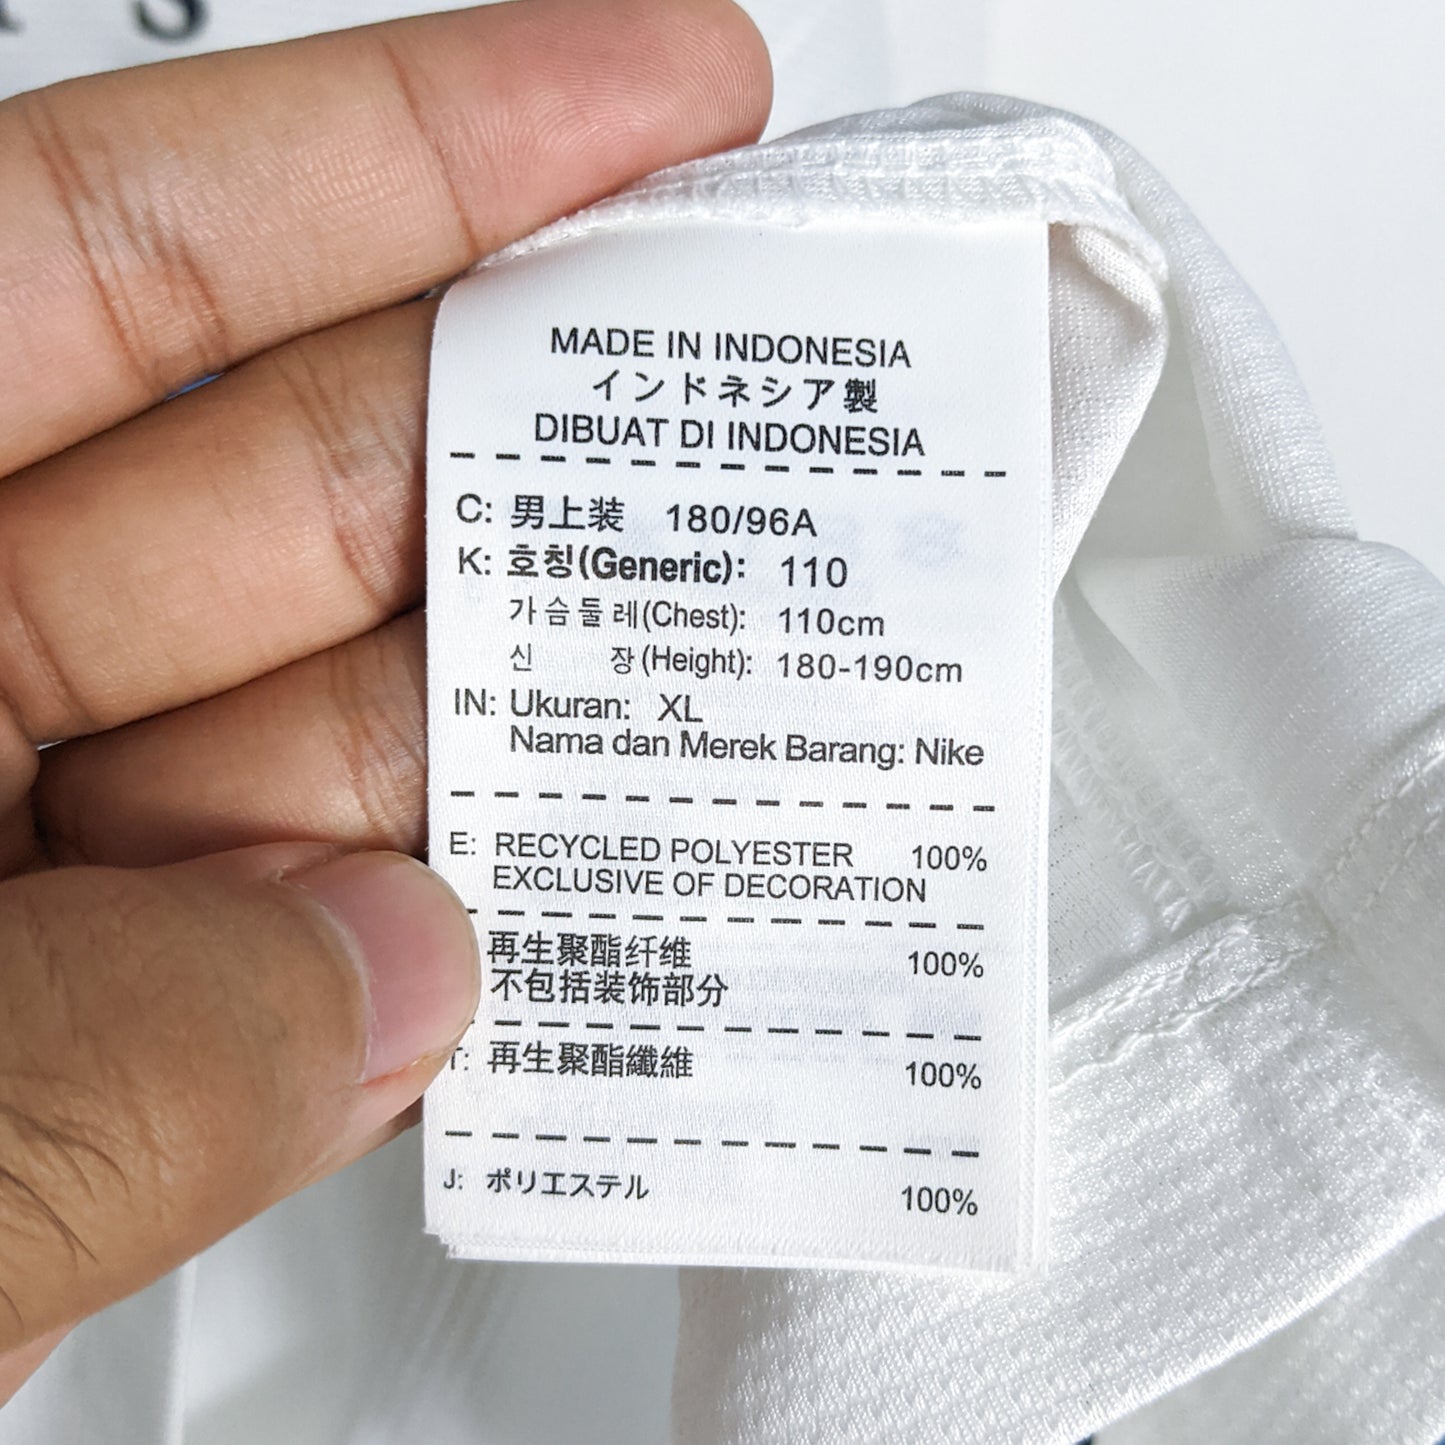 S
MADE IN INDONESIA
インドネシア製
DIBUAT DI INDONESIA
C: 男上装 180/96A
K: 호칭(Generic): 110
가슴둘레(Chest): 110cm
신 장(Height): 180-190cm
IN: Ukuran: XL
Nama dan Merek Barang: Nike
E: RECYCLED POLYESTER 100%
EXCLUSIVE OF DECORATION
再生聚酯纤维 100%
不包括装饰部分
T: 再生聚酯纖維 100%
J: ポリエステル 100%